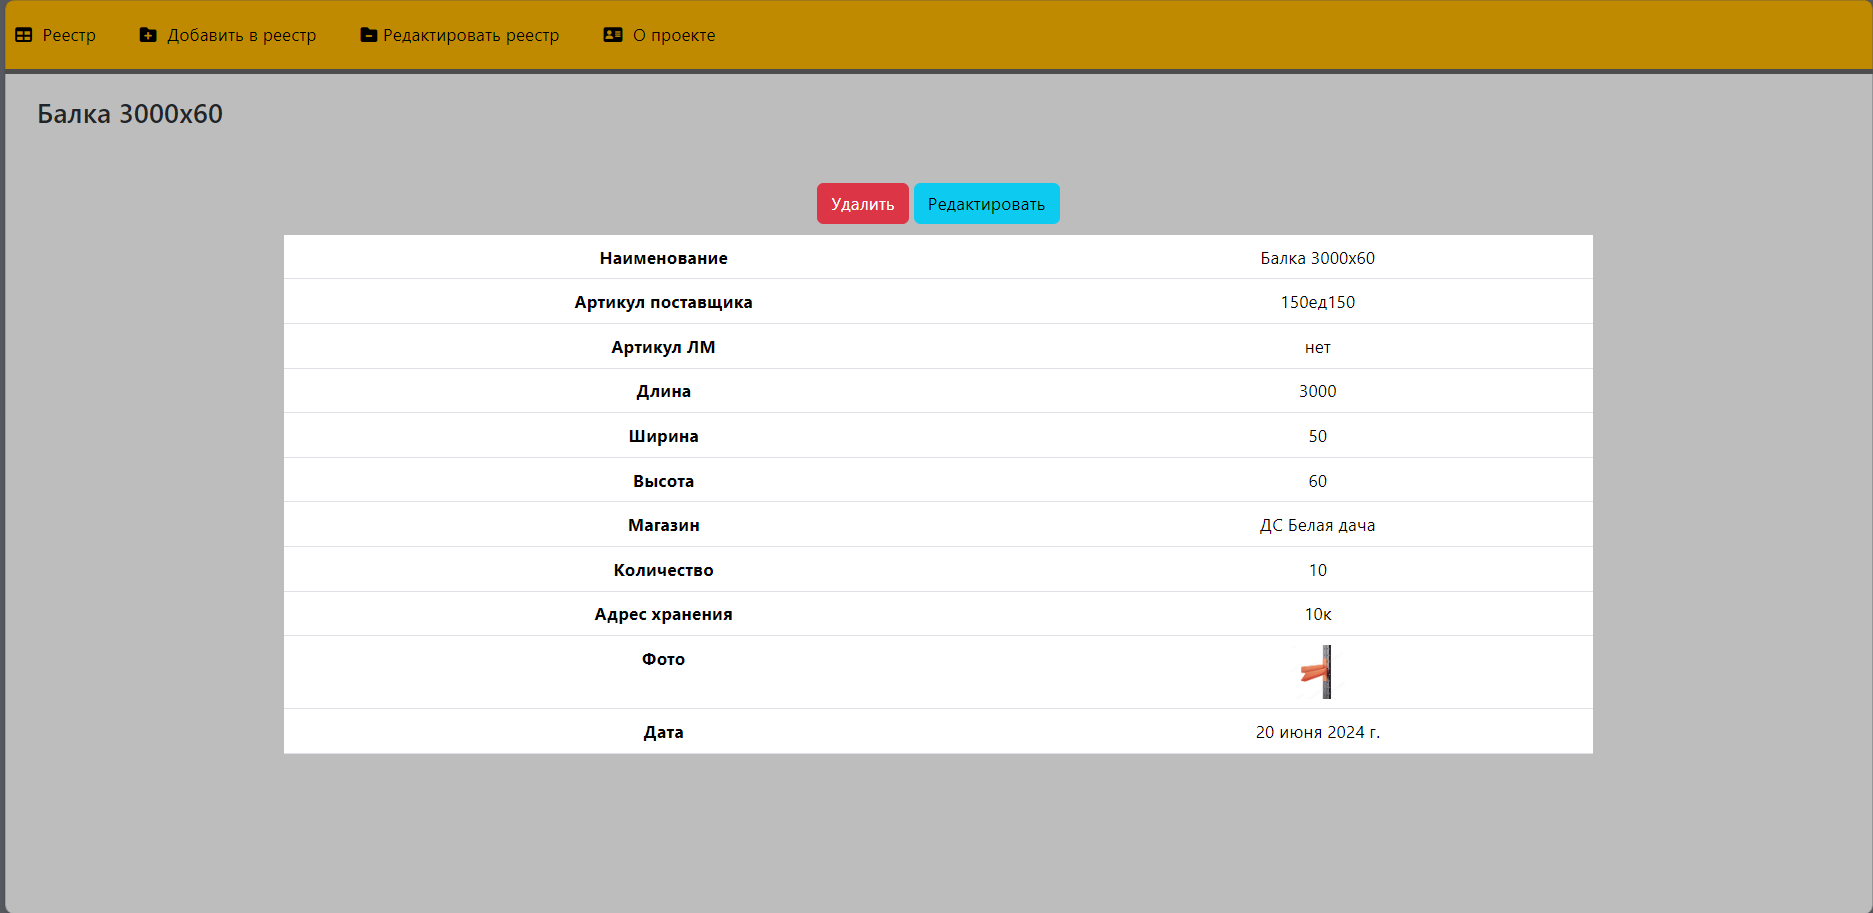 Реестр Добавить в реестр Редактировать реестр О проекте
Балка 3000х60
Удалить Редактировать
Наименование Балка 3000х60
Артикул поставщика 150ед150
Артикул ЛМ нет
Длина 3000
Ширина 50
Высота 60
Магазин ДС Белая дача
Количество 10
Адрес хранения 10к
Фото
Дата 20 июня 2024 г.